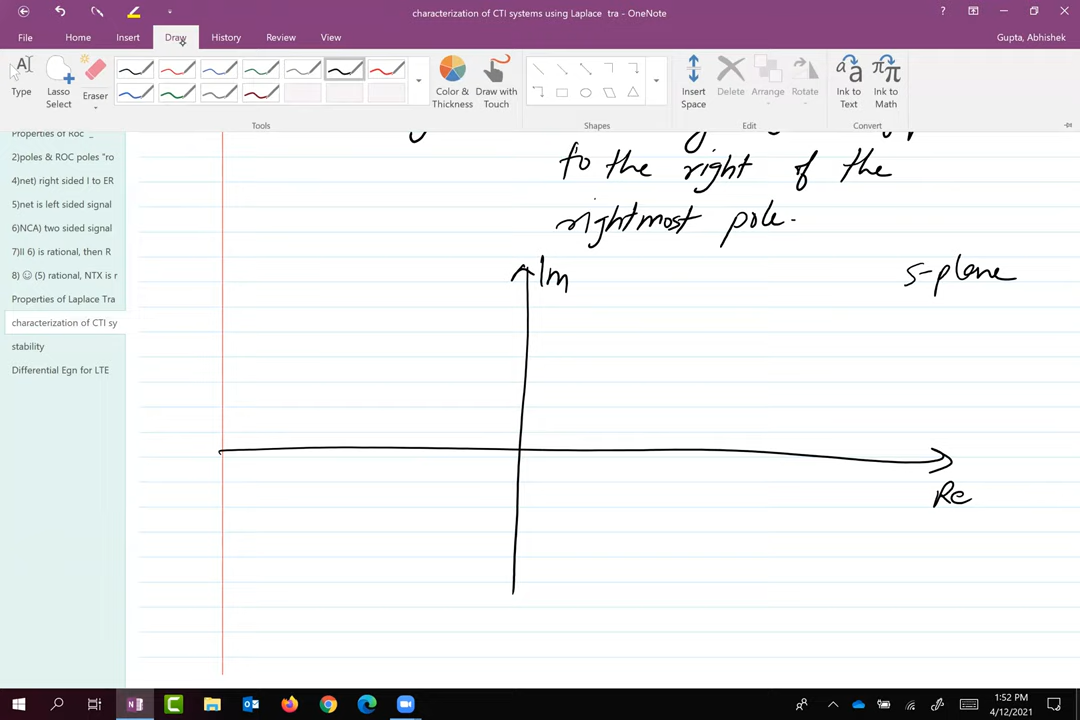 characterization of CTI systems using Laplace tra - OneNote
?
File
Home
Insert
Draw
History
Review
View
Gupta, Abhishek
Type
Lasso
Select
Eraser
Color &
Thickness
Draw with
Touch
Insert
Space
Delete
Arrange
Rotate
Ink to
Text
Ink to
Math
Tools
Shapes
Edit
Convert
Properties of Roc _
2)poles & ROC poles "ro
4)net) right sided I to ER
5)net is left sided signal
6)NCA) two sided signal
7)II 6) is rational, then R
8) ☺ (5) rational, NTX is r
Properties of Laplace Tra
characterization of CTI sy
stability
Differential Egn for LTE
to the right of the
rightmost pole.
Im
s-plane
Re
1:52 PM
4/12/2021